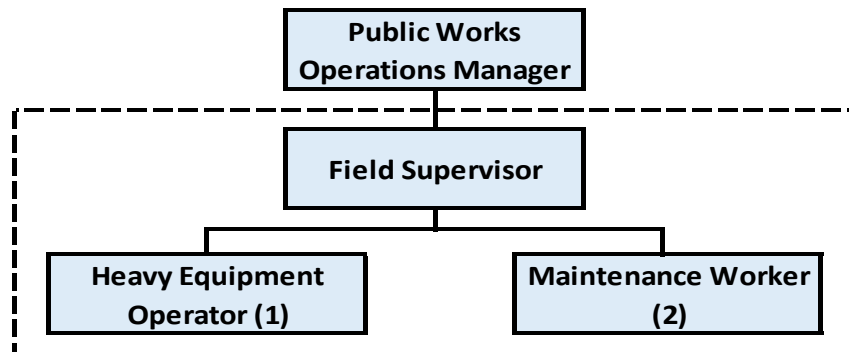 Public Works
Operations Manager
Field Supervisor
Heavy Equipment
Operator (1)
Maintenance Worker
(2)